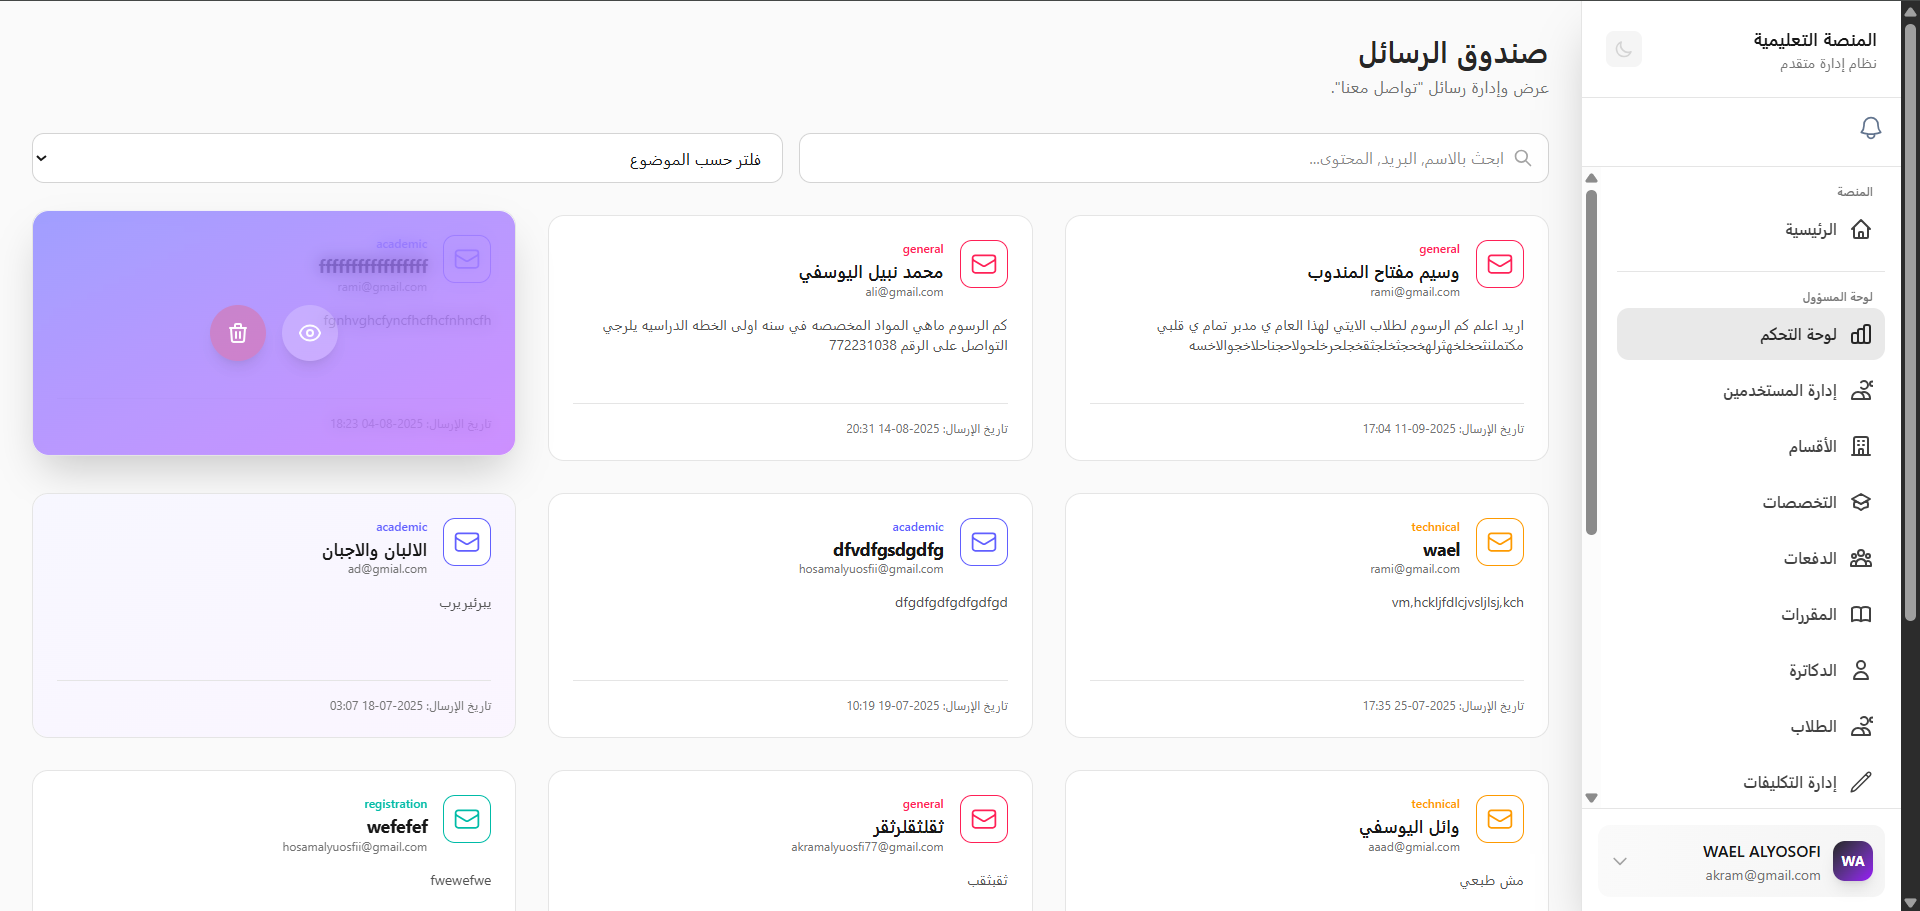 المنصة التعليمية
نظام إدارة متقدم
المنصة
الرئيسية
لوحة المسؤول
لوحة التحكم
إدارة المستخدمين
الأقسام
التخصصات
الدفعات
المقررات
الدكاترة
الطلاب
إدارة التكليفات
WA
WAEL ALYOSOFI
akram@gmail.com
صندوق الرسائل
عرض وإدارة رسائل "تواصل معنا".
ابحث بالاسم, البريد, المحتوى...
فلتر حسب الموضوع
general
وسيم مفتاح المندوب
rami@gmail.com
اريد اعلم كم الرسوم لطلاب الايتي لهذا العام ي مدبر تمام ي قلبي
تاريخ الإرسال: 2025-09-11 17:04
general
محمد نبيل اليوسفي
ali@gmail.com
كم الرسوم ماهي المواد المخصصه في سنه اولى الخطه الدراسيه يلرجي
التواصل على الرقم 772231038
تاريخ الإرسال: 2025-08-14 20:31
academic
rami@gmail.com
fgnhvghcfyncfhcfhcfnhncfh
تاريخ الإرسال: 2025-08-04 18:23
technical
wael
rami@gmail.com
vm,hckljfdlcjvsljlsj,kch
تاريخ الإرسال: 2025-07-25 17:35
academic
dfvdfgsdgdfg
hosamalyuosfii@gmail.com
dfgdfgdfgdfgdfgd
تاريخ الإرسال: 2025-07-19 10:19
academic
الالبان والاجبان
ad@gmial.com
يبرئيريرب
تاريخ الإرسال: 2025-07-18 03:07
technical
وائل اليوسفي
aaad@gmial.com
مش طبعي
general
ثقلثقلرثقر
akramalyuosfi77@gmail.com
ثقبثقب
registration
wefefef
hosamalyuosfii@gmail.com
fwewefwe